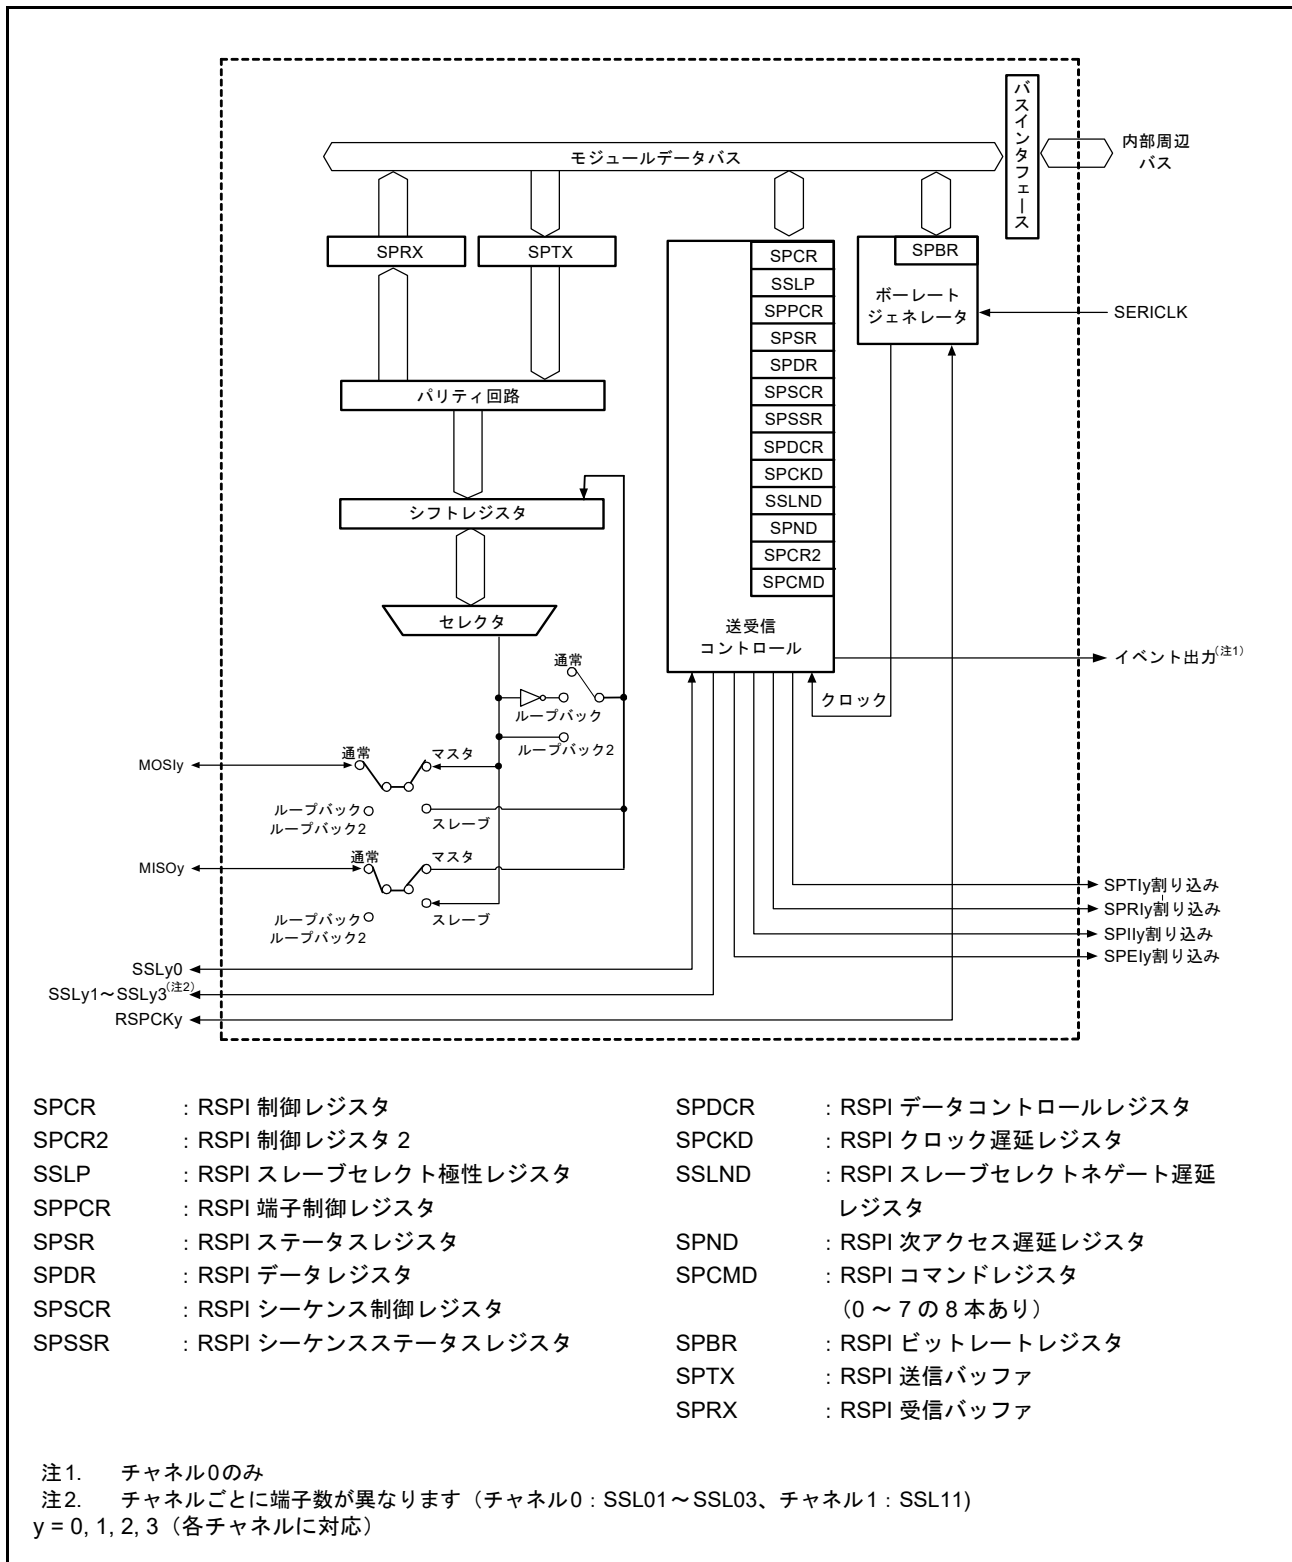 バスインタフェース
内部周辺
バス
モジュールデータバス
SPRX
SPTX
SPCR
SSLP
SPPCR
SPSR
SPDR
SPSCR
SPSSR
SPDCR
SPCKD
SSLND
SPND
SPCR2
SPCMD
送受信
コントロール
SPBR
ボーレート
ジェネレータ
SERICLK
パリティ回路
シフトレジスタ
セレクタ
通常
ループバック
ループバック2
クロック
イベント出力(注1)
MOSIy
通常
マスタ
ループバック
ループバック2
スレーブ
MISOy
通常
マスタ
ループバック
ループバック2
スレーブ
SPTIy割り込み
SPRIy割り込み
SPIIy割り込み
SPEIy割り込み
SSLy0
SSLy1～SSLy3(注2)
RSPCKy
SPCR : RSPI 制御レジスタ
SPCR2 : RSPI 制御レジスタ 2
SSLP : RSPI スレーブセレクト極性レジスタ
SPPCR : RSPI 端子制御レジスタ
SPSR : RSPI ステータスレジスタ
SPDR : RSPI データレジスタ
SPSCR : RSPI シーケンス制御レジスタ
SPSSR : RSPI シーケンスステータスレジスタ
SPDCR : RSPI データコントロールレジスタ
SPCKD : RSPI クロック遅延レジスタ
SSLND : RSPI スレーブセレクトネゲート遅延
レジスタ
SPND : RSPI 次アクセス遅延レジスタ
SPCMD : RSPI コマンドレジスタ
（0 ～ 7 の 8 本あり）
SPBR : RSPI ビットレートレジスタ
SPTX : RSPI 送信バッファ
SPRX : RSPI 受信バッファ
注1. チャネル0のみ
注2. チャネルごとに端子数が異なります（チャネル0：SSL01～SSL03、チャネル1：SSL11)
y = 0, 1, 2, 3（各チャネルに対応）